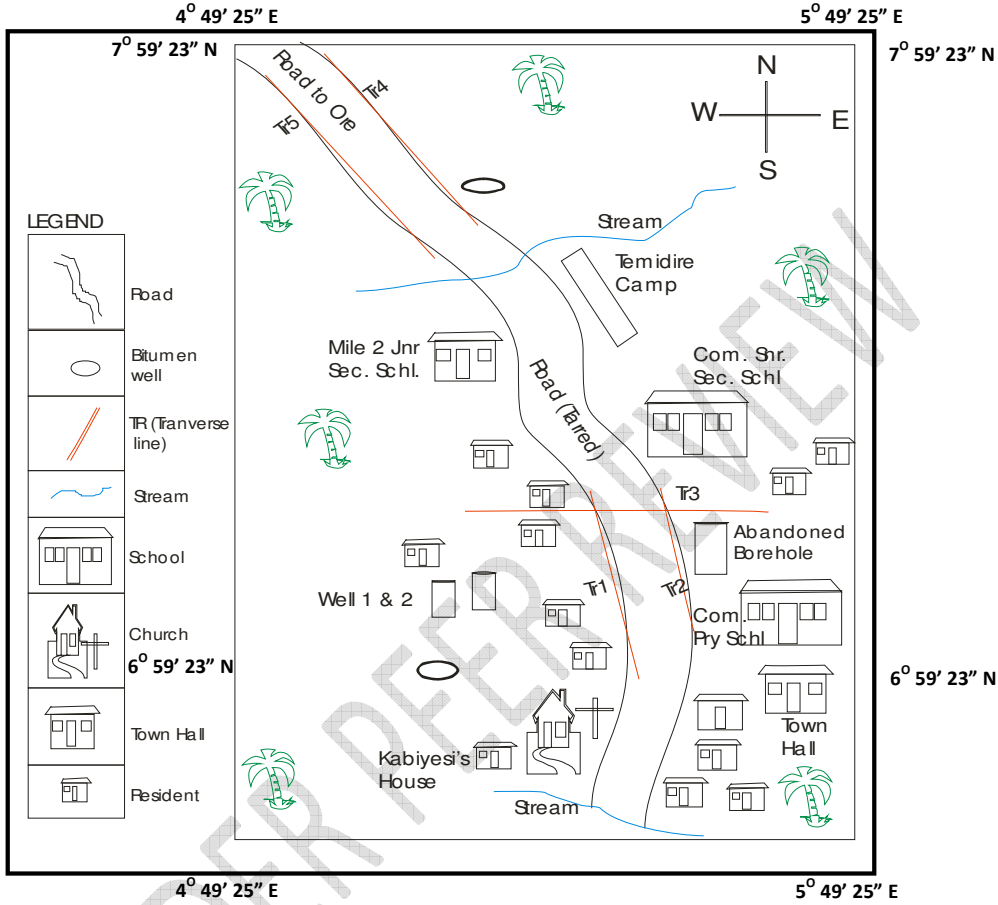 4° 49' 25” E
5° 49' 25” E
7° 59' 23” N
7° 59' 23” N
Road to Ore
Tr4
Tr5
N
W
E
S
Stream
Temidire
Camp
LEGEND
Road
Bitumen
well
TR (Tranverse
line)
Stream
School
Church
6° 59' 23” N
Town Hall
Resident
Mile 2 Jnr
Sec. Schl.
Road (Tarred)
Com. Snr.
Sec. Schl
Tr3
Abandoned
Borehole
Well 1 & 2
Tr1
Tr2
Com.
Pry Schl
6° 59' 23” N
Town
Hall
Kabiyesi's
House
Stream
4° 49' 25” E
5° 49' 25” E
DER PEER REVIEW